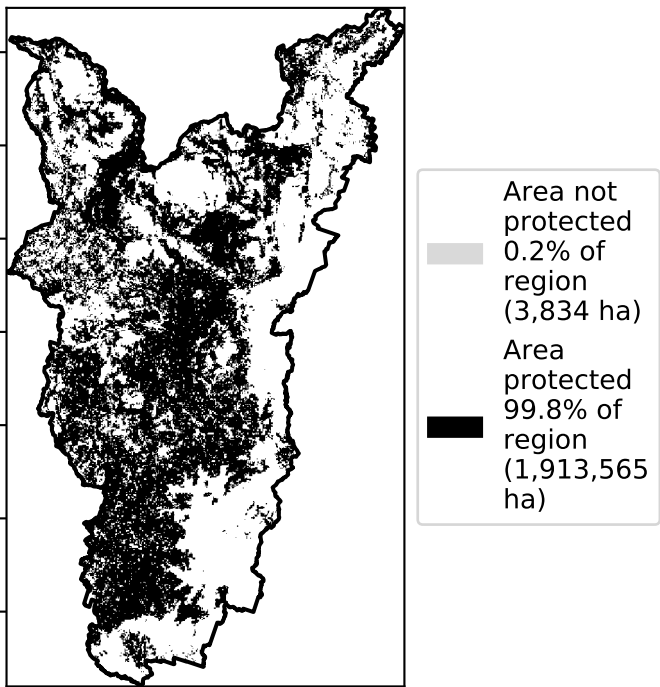 Area not
protected
0.2% of
region
(3,834 ha)
Area
protected
99.8% of
region
(1,913,565
ha)